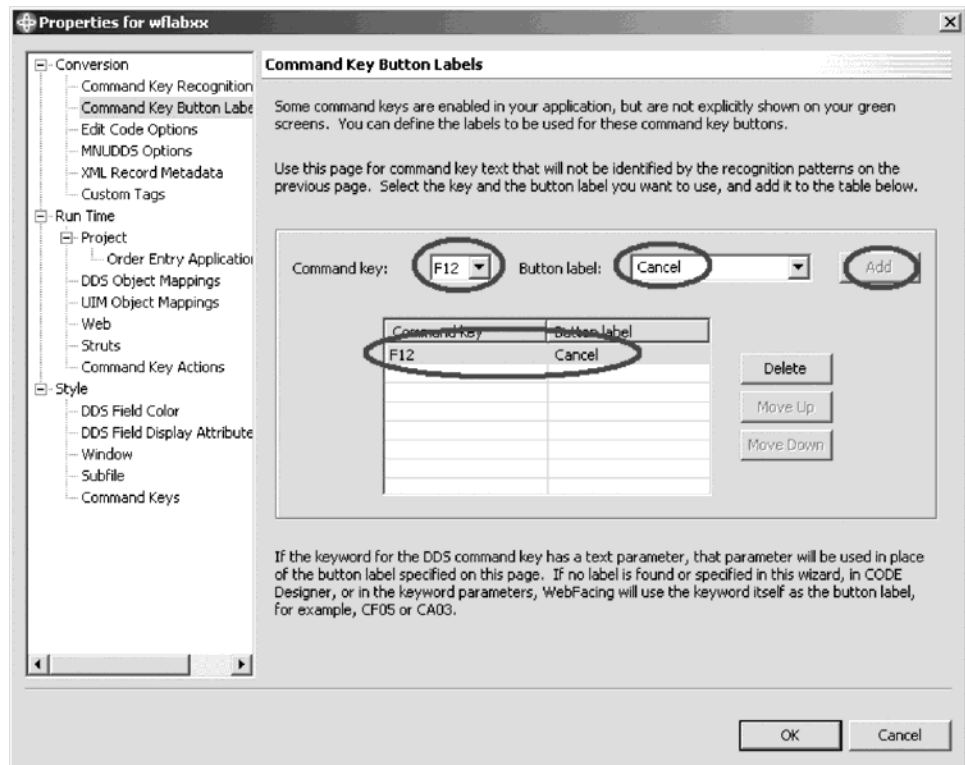 Properties for wflabxx
Conversion
Command Key Recognition
Command Key Button Labe
Edit Code Options
MNUDDS Options
XML Record Metadata
Custom Tags
Run Time
Project
Order Entry Applicatio
DDS Object Mappings
UIM Object Mappings
Web
Struts
Command Key Actions
Style
DDS Field Color
DDS Field Display Attribute
Window
Subfile
Command Keys
Command Key Button Labels
Some command keys are enabled in your application, but are not explicitly shown on your green
screens. You can define the labels to be used for these command key buttons.
Use this page for command key text that will not be identified by the recognition patterns on the
previous page. Select the key and the button label you want to use, and add it to the table below.
Command key: F12 Button label: Cancel Add
Command key Button label
F12 Cancel
Delete
Move Up
Move Down
If the keyword for the DDS command key has a text parameter, that parameter will be used in place
of the button label specified on this page. If no label is found or specified in this wizard, in CODE
Designer, or in the keyword parameters, WebFacing will use the keyword itself as the button label,
for example, CF05 or CA03.
OK Cancel